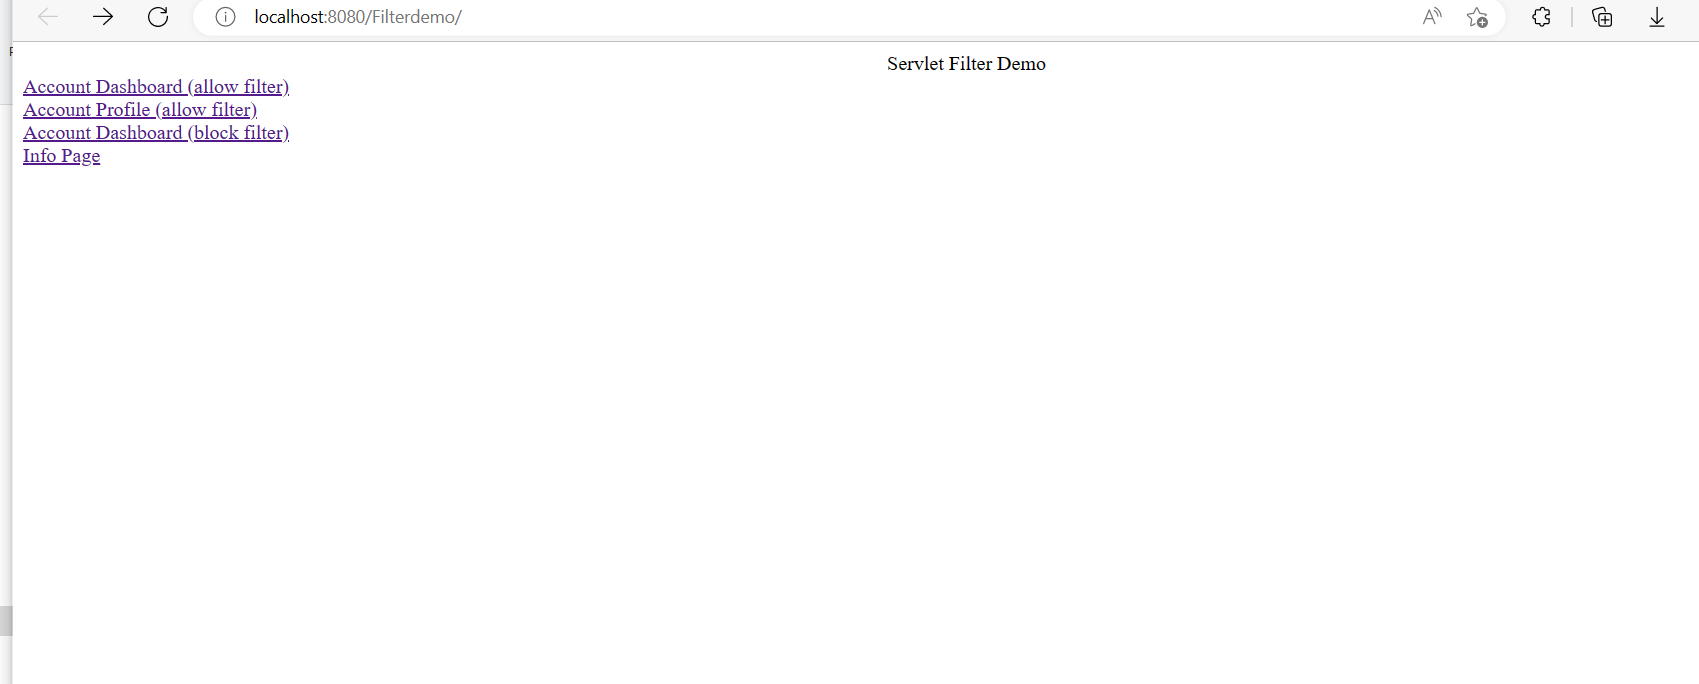 localhost:8080/Filterdemo/
Servlet Filter Demo
Account Dashboard (allow filter)
Account Profile (allow filter)
Account Dashboard (block filter)
Info Page